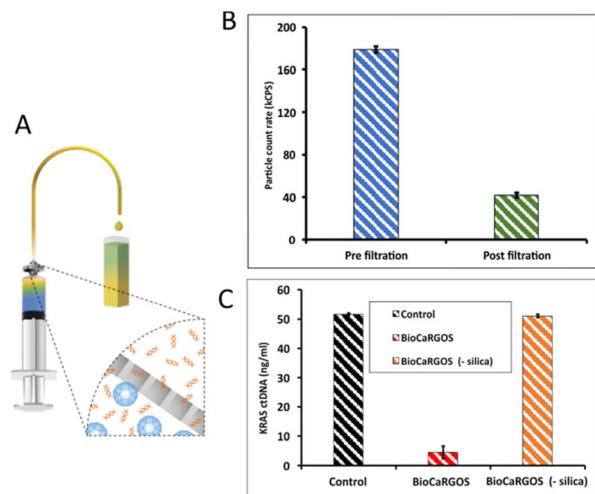 A
B
Particle count rate (kCPS)
200
160
120
80
40
0
Pre filtration
Post filtration
C
KRAS ctDNA (ng/ml)
60
50
40
30
20
10
0
Control
BioCaRGOS
BioCaRGOS (- silica)
Control
BioCaRGOS
BioCaRGOS (- silica)